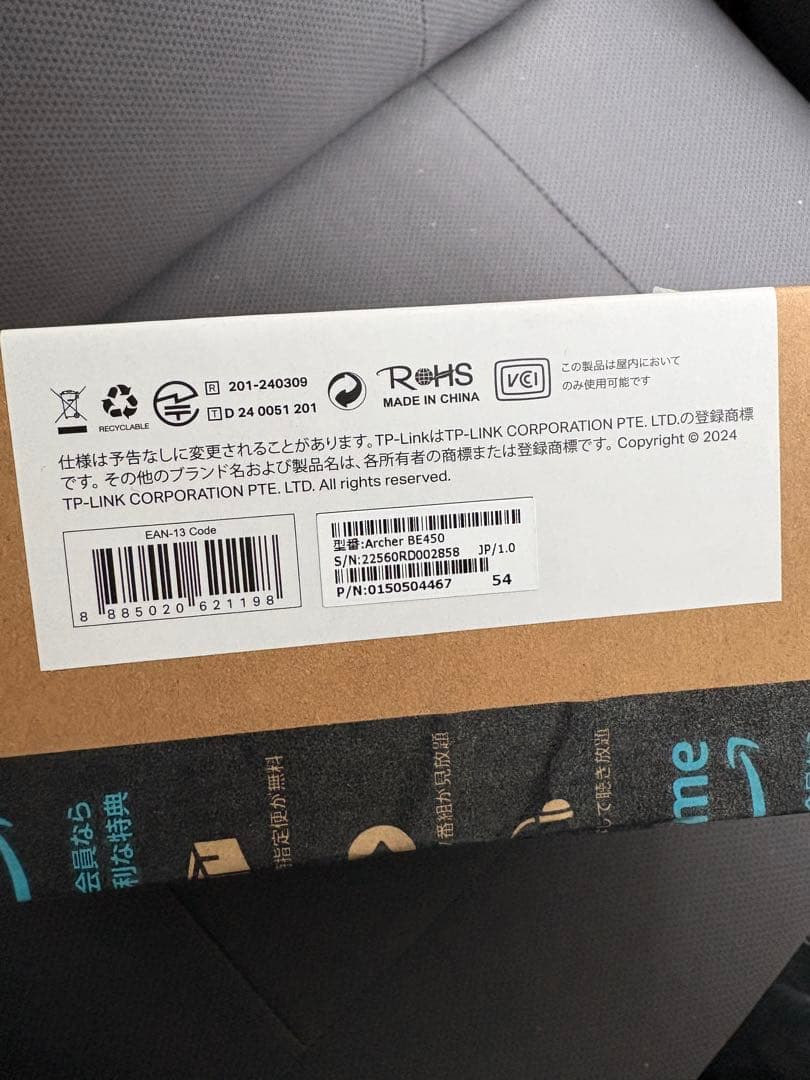 RECYCLABLE
R 201-240309
T D 24 0051 201
RoHS
MADE IN CHINA
VCI
この製品は屋内において
のみ使用可能です
仕様は予告なしに変更されることがあります。TP-LinkはTP-LINK CORPORATION PTE. LTD.の登録商標
です。その他のブランド名および製品名は、各所有者の商標または登録商標です。Copyright © 2024
TP-LINK CORPORATION PTE. LTD. All rights reserved.
EAN-13 Code
8 885020 621198
型番:Archer BE450
S/N:22560RD002858 JP/1.0
P/N:0150504467 54
会員なら
利な特典
指定便が無料
番組が見放題
して聴き放題
me